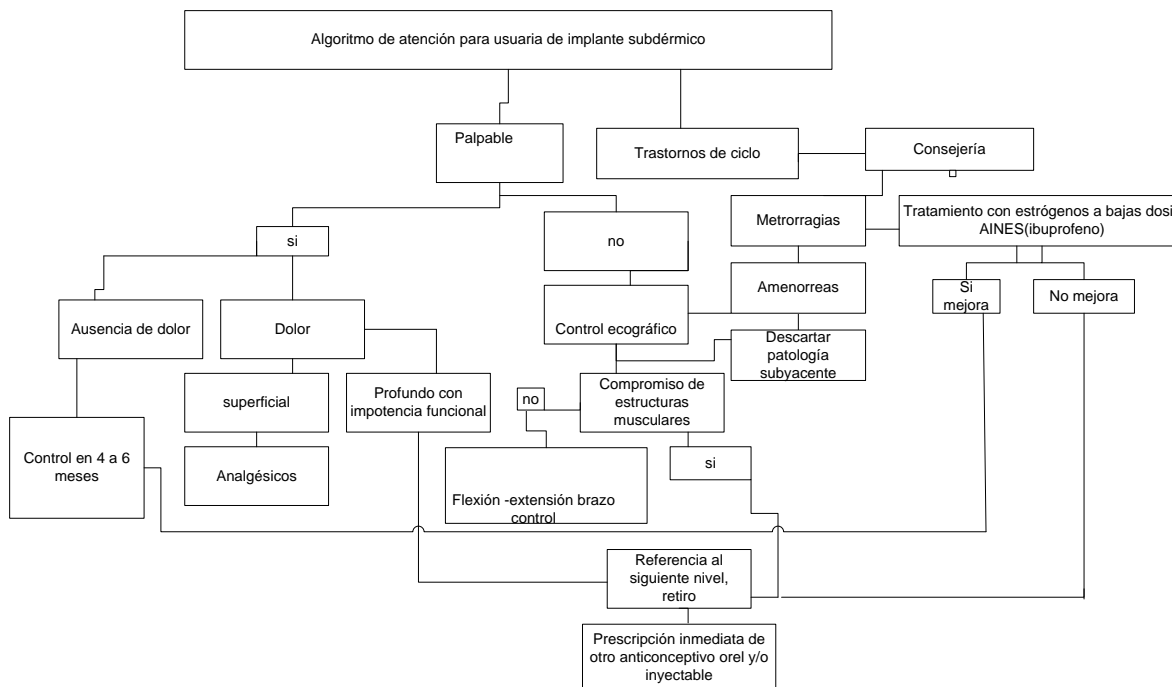 Algoritmo de atención para usuaria de implante subdérmico
Palpable
Trastornos de ciclo
Consejería
si
no
Metrorragias
Tratamiento con estrógenos a bajas dosi
AINES(ibuprofeno)
Ausencia de dolor
Dolor
Control ecográfico
Amenorreas
Si
mejora
No mejora
Descartar
patología
subyacente
superficial
Profundo con
impotencia funcional
no
Compromiso de
estructuras
musculares
Control en 4 a 6
meses
Analgésicos
si
Flexión -extensión brazo
control
Referencia al
siguiente nivel,
retiro
Prescripción inmediata de
otro anticonceptivo orel y/o
inyectable